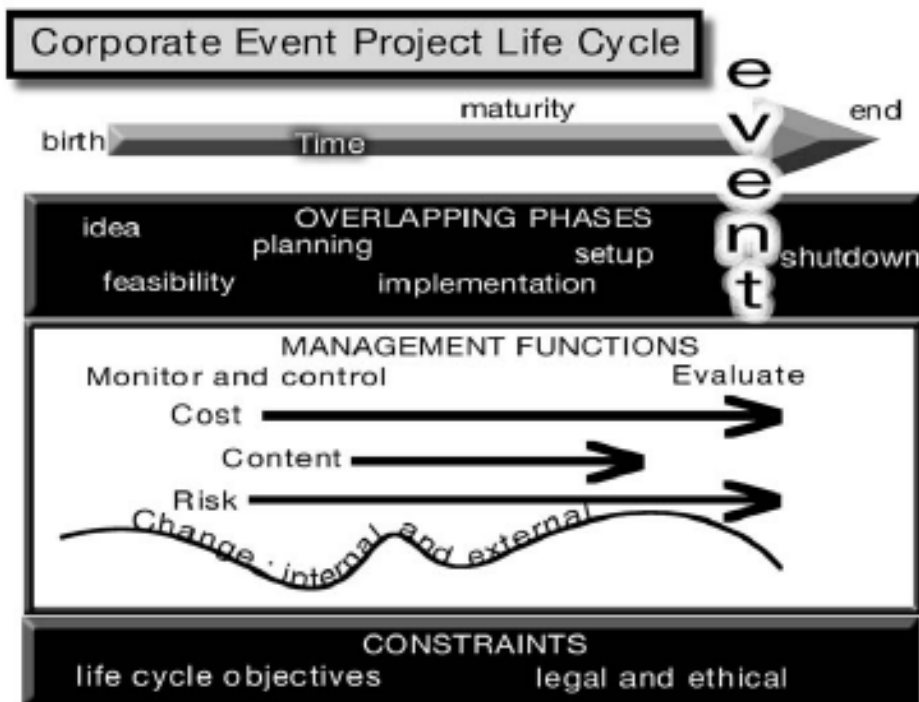 Corporate Event Project Life Cycle
event
maturity
end
birth
Time
OVERLAPPING PHASES
idea
planning
setup
shutdown
feasibility
implementation
MANAGEMENT FUNCTIONS
Monitor and control
Evaluate
Cost
Content
Risk
Change : internal and external
CONSTRAINTS
life cycle objectives
legal and ethical